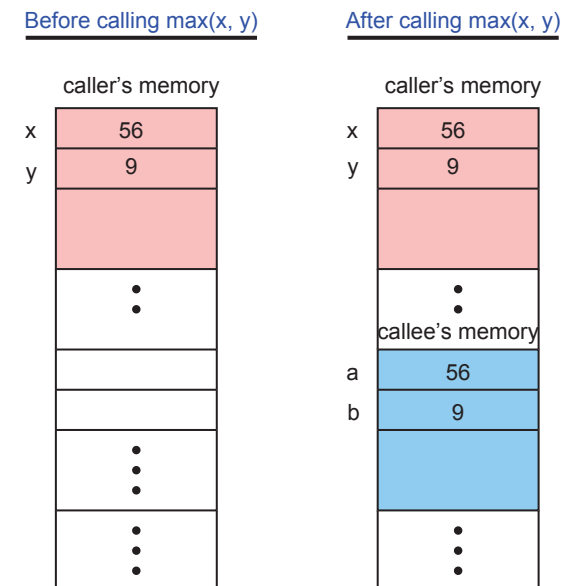 Before calling max(x, y)
After calling max(x, y)
caller's memory
x 56
y 9
caller's memory
x 56
y 9
callee's memory
a 56
b 9